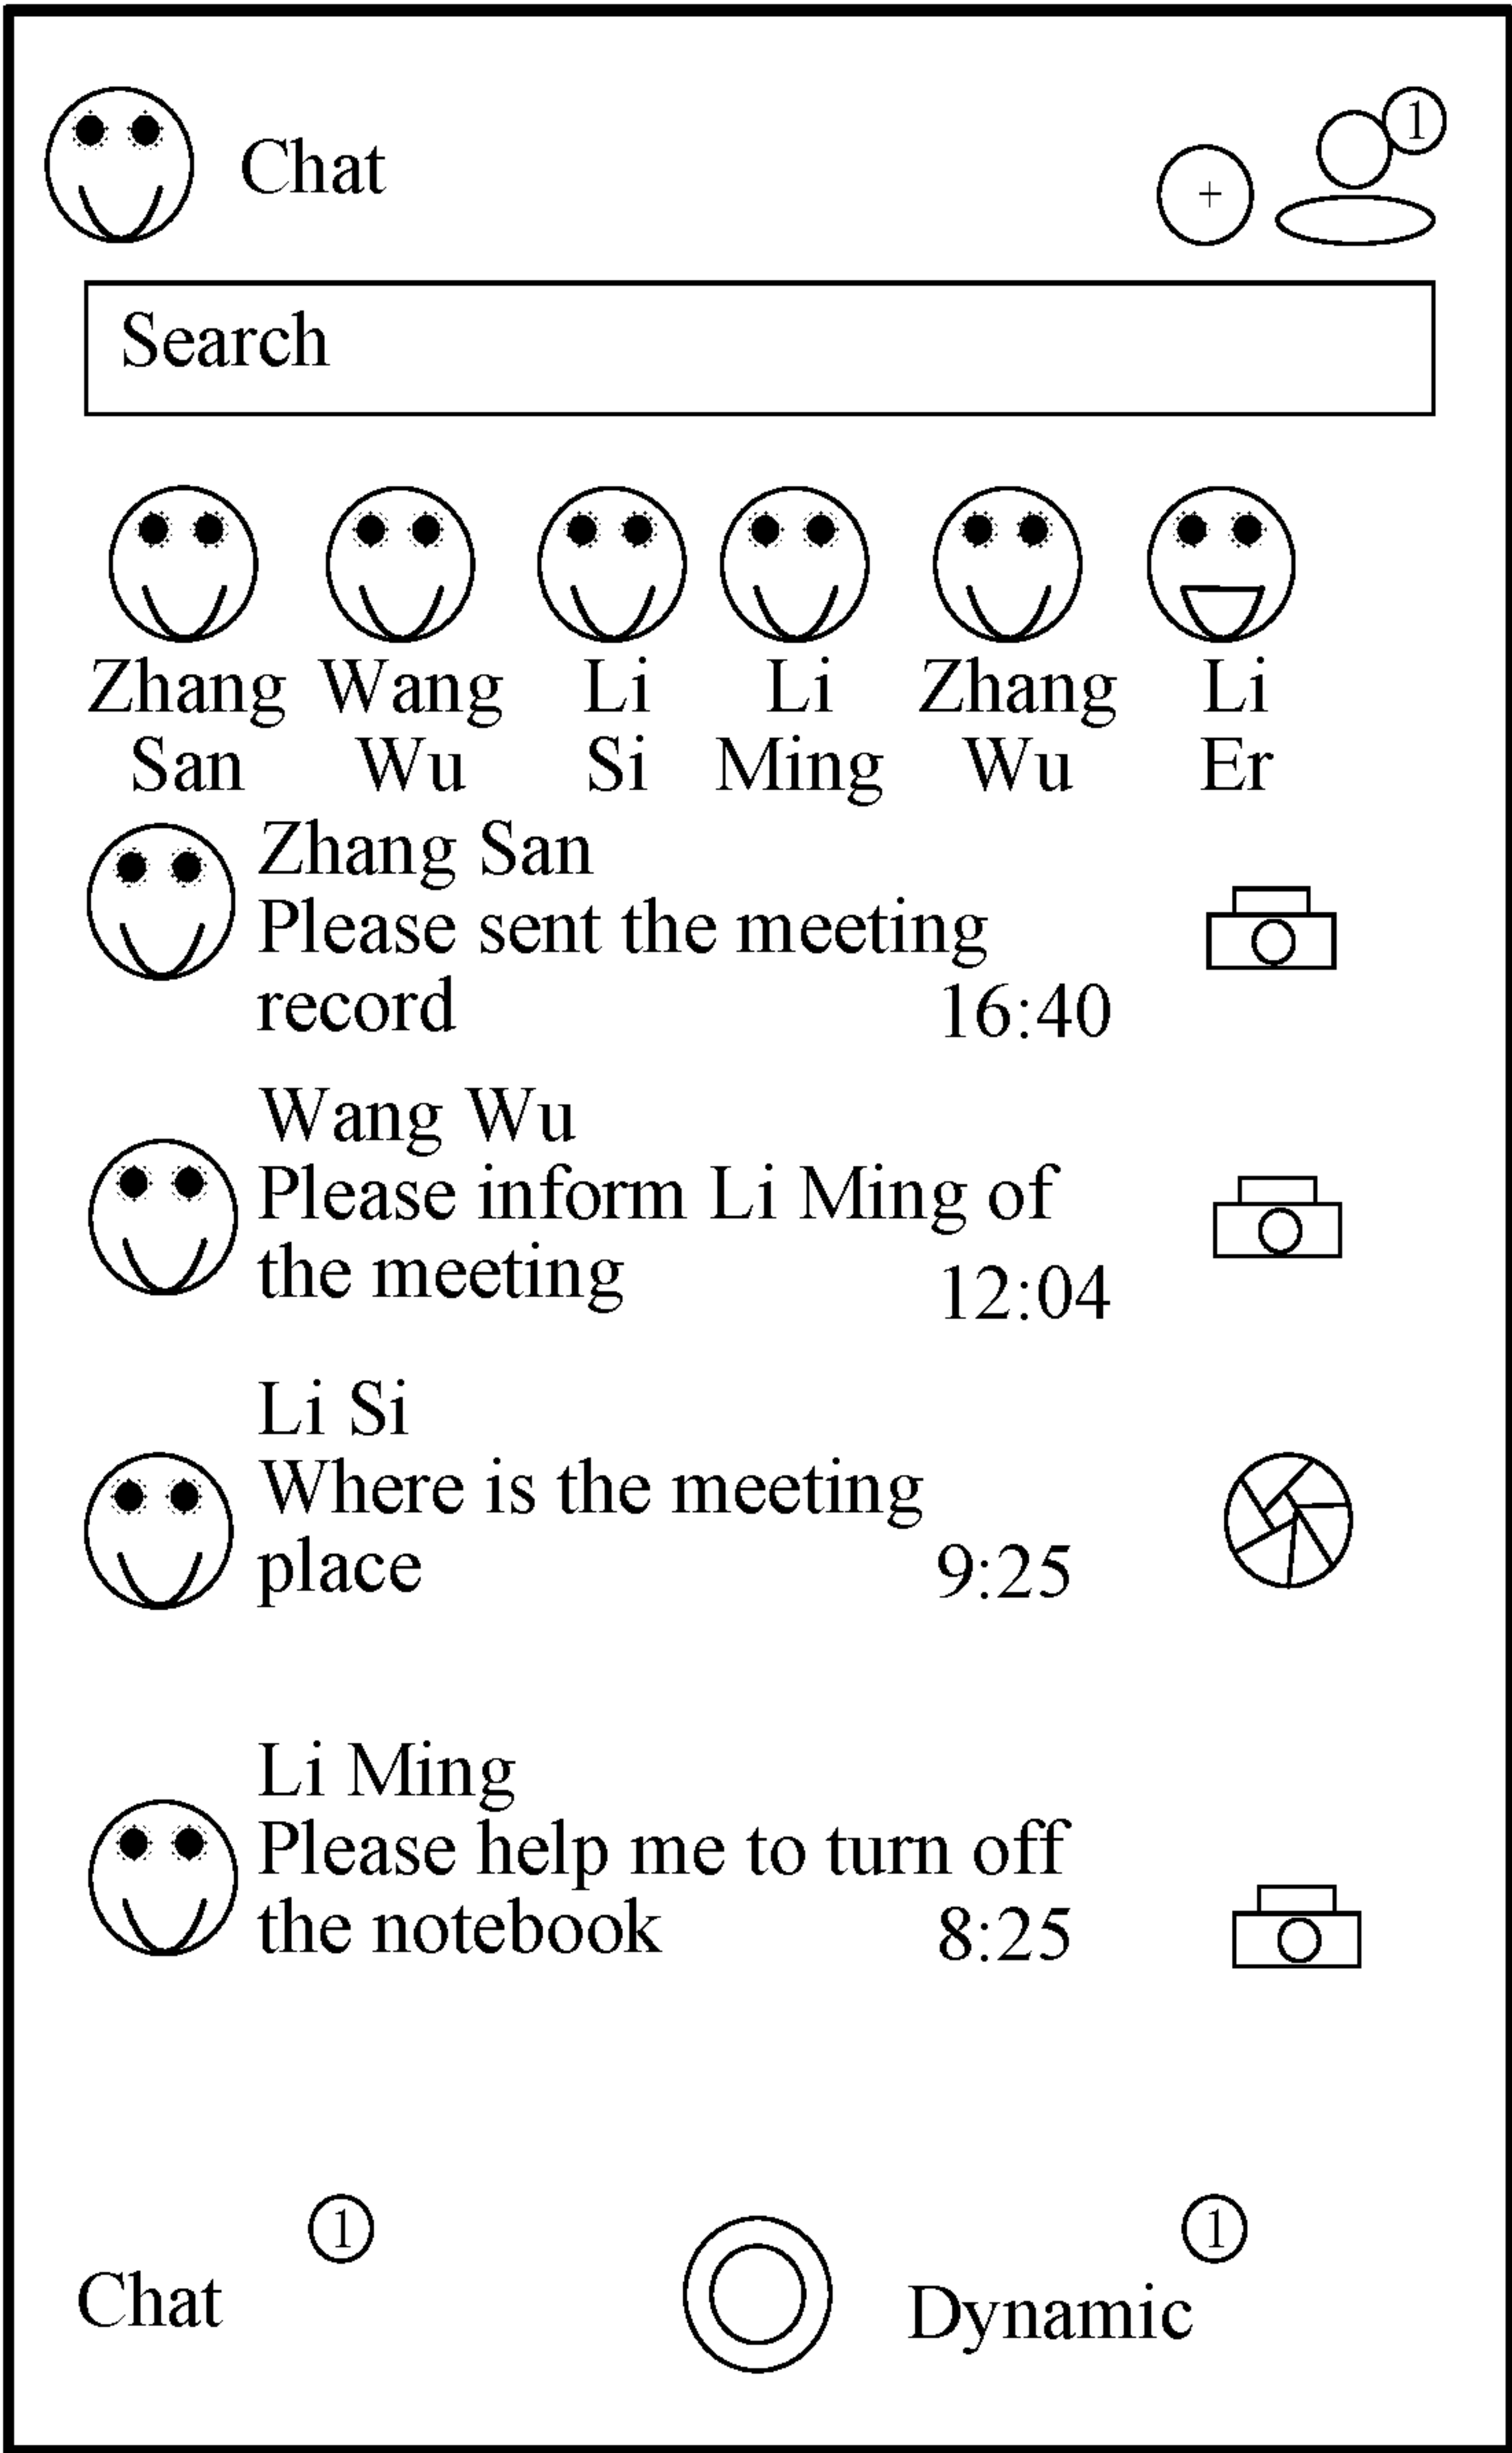 Chat
+
1
Search
Zhang San
Wang Wu
Li Si
Li Ming
Zhang Wu
Li Er
Zhang San
Please sent the meeting
record 16:40
Wang Wu
Please inform Li Ming of
the meeting 12:04
Li Si
Where is the meeting
place 9:25
Li Ming
Please help me to turn off
the notebook 8:25
1
1
Chat
Dynamic